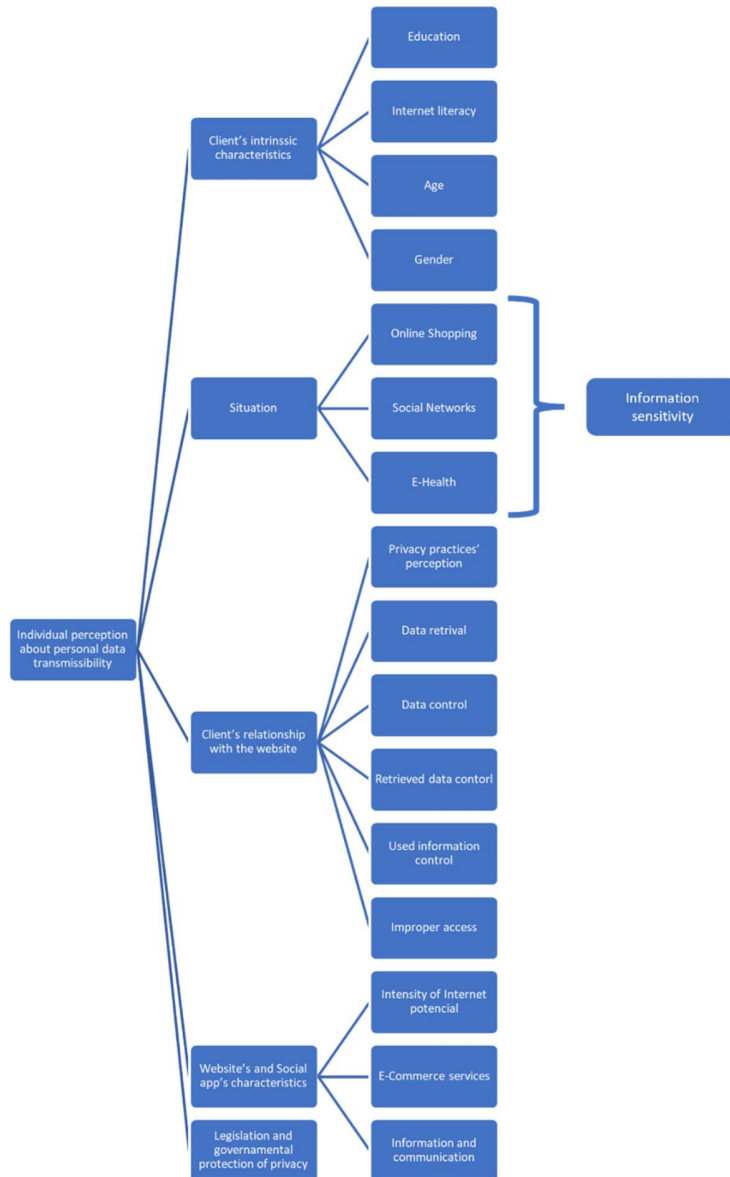 Education
Internet literacy
Client's intrinssic
characteristics
Age
Gender
Online Shopping
Situation
Social Networks
Information
sensitivity
E-Health
Privacy practices'
perception
Individual perception
about personal data
transmissibility
Data retrival
Data control
Client's relationship
with the website
Retrieved data contorl
Used information
control
Improper access
Intensity of Internet
potencial
Website's and Social
app's characteristics
E-Commerce services
Legislation and
governamental
protection of privacy
Information and
communication